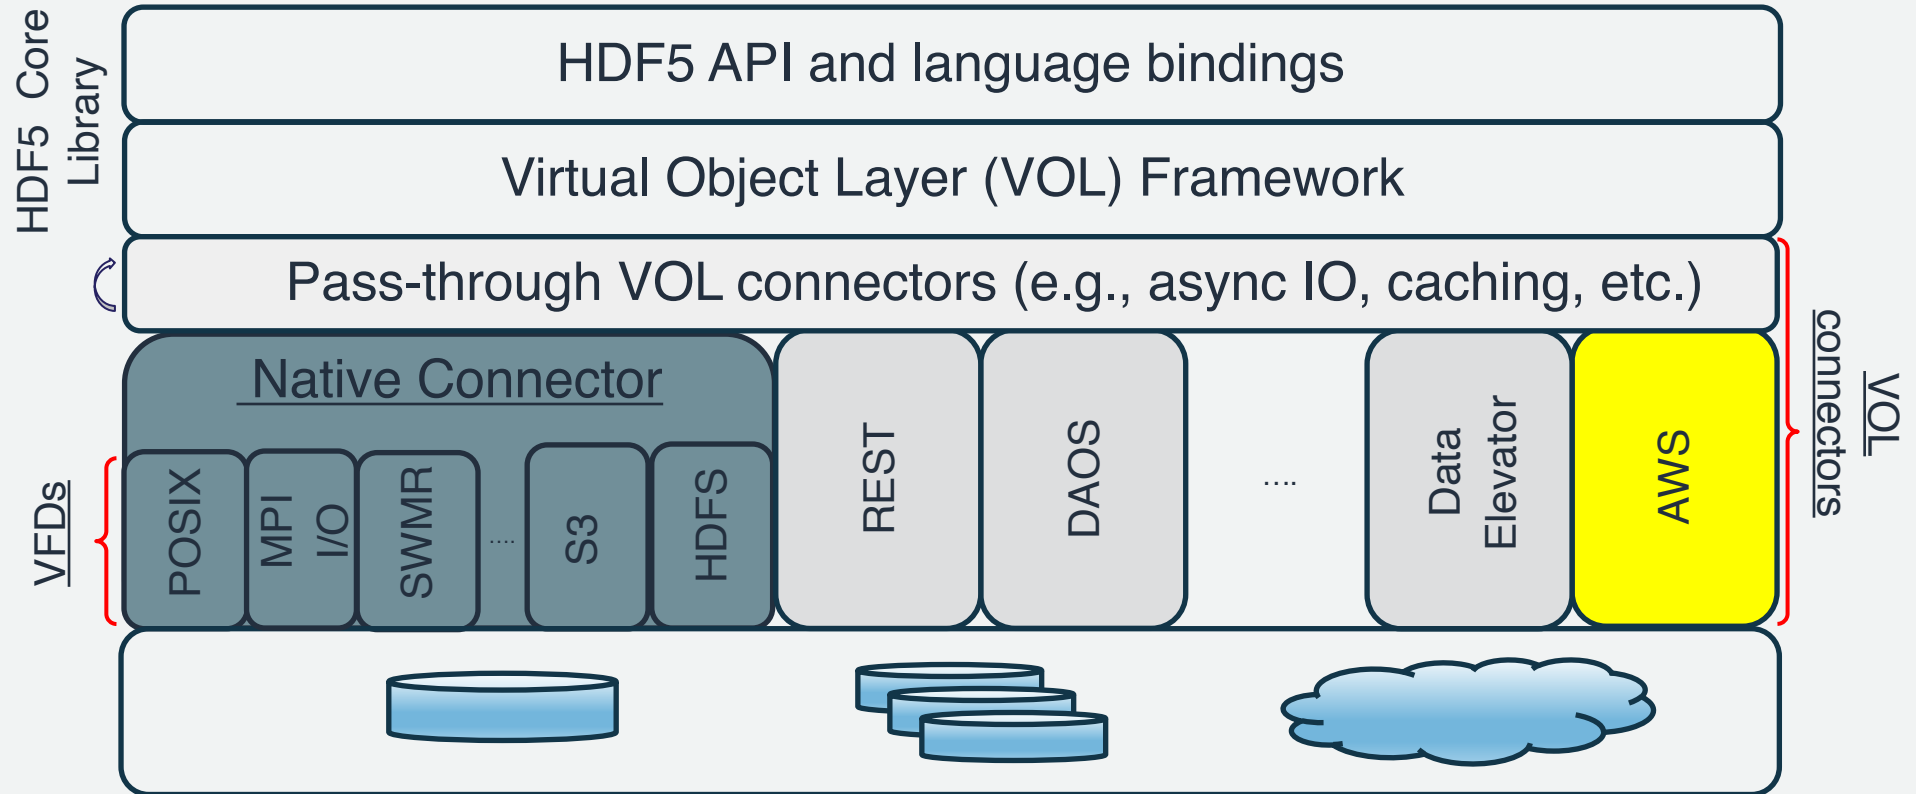 HDF5 Core
Library
HDF5 API and language bindings
Virtual Object Layer (VOL) Framework
Pass-through VOL connectors (e.g., async IO, caching, etc.)
VOL
connectors
Native Connector
VFDs
POSIX
MPI
I/O
SWMR
....
S3
HDFS
REST
DAOS
....
Data
Elevator
AWS